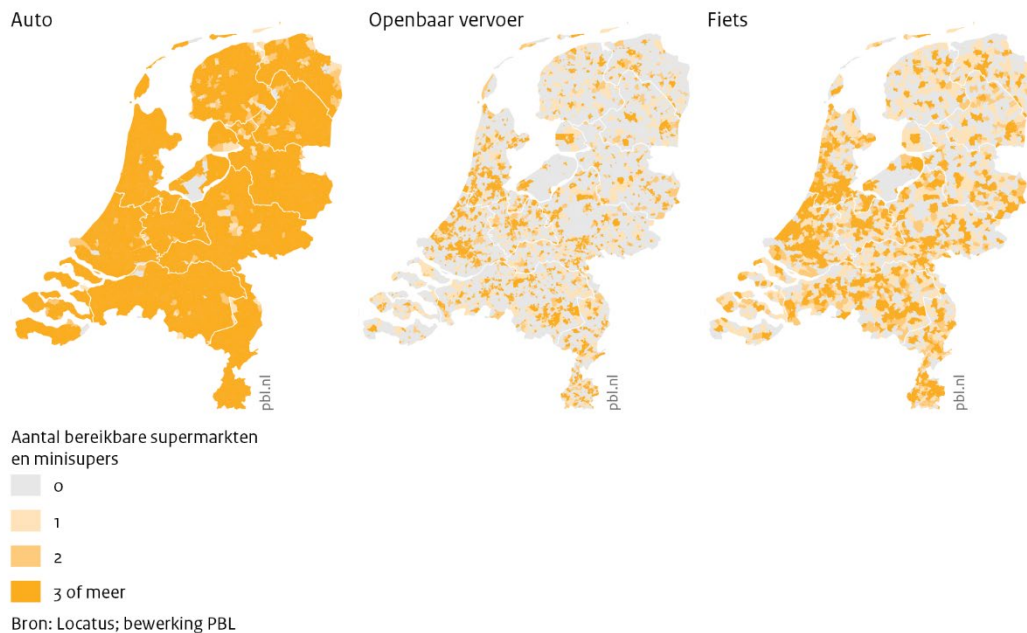 Auto
Openbaar vervoer
Fiets
pbl.nl
pbl.nl
pbl.nl
Aantal bereikbare supermarkten
en minisupers
0
1
2
3 of meer
Bron: Locatus; bewerking PBL